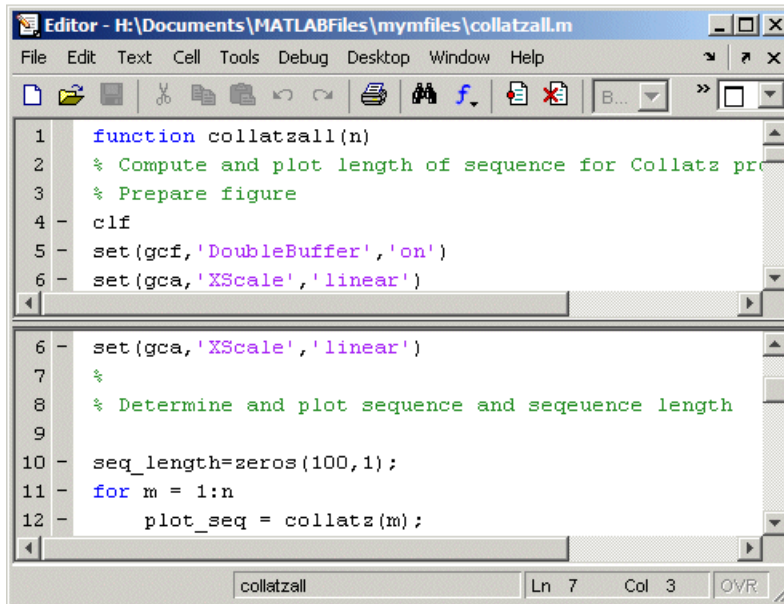 Editor - H:\Documents\MATLABFiles\mymfiles\collatzall.m
File Edit Text Cell Tools Debug Desktop Window Help
B...
1 function collatzall(n)
2 % Compute and plot length of sequence for Collatz pro
3 % Prepare figure
4 - clf
5 - set(gcf,'DoubleBuffer','on')
6 - set(gca,'XScale','linear')
6 - set(gca,'XScale','linear')
7 %
8 % Determine and plot sequence and seqeuence length
9
10 - seq_length=zeros(100,1);
11 - for m = 1:n
12 - plot_seq = collatz(m);
collatzall Ln 7 Col 3 OVR